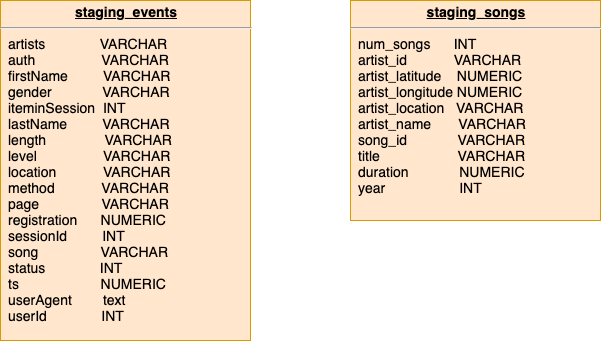 staging_events
artists VARCHAR
auth VARCHAR
firstName VARCHAR
gender VARCHAR
iteminSession INT
lastName VARCHAR
length VARCHAR
level VARCHAR
location VARCHAR
method VARCHAR
page VARCHAR
registration NUMERIC
sessionId INT
song VARCHAR
status INT
ts NUMERIC
userAgent text
userId INT
staging_songs
num_songs INT
artist_id VARCHAR
artist_latitude NUMERIC
artist_longitude NUMERIC
artist_location VARCHAR
artist_name VARCHAR
song_id VARCHAR
title VARCHAR
duration NUMERIC
year INT